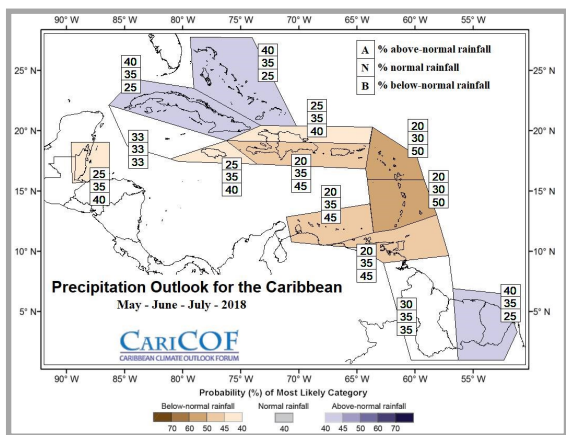 90° W 85° W 80° W 75° W 70° W 65° W 60° W 55° W
A % above-normal rainfall
N % normal rainfall
B % below-normal rainfall
25° N
20° N
15° N
10° N
5° N
25° N
20° N
15° N
10° N
5° N
40
35
25
40
35
25
33
33
33
25
35
40
20
30
50
25
35
40
25
35
40
20
35
45
20
35
45
20
30
50
20
35
45
30
35
35
40
35
25
Precipitation Outlook for the Caribbean
May - June - July - 2018
CARICOF
CARIBBEAN CLIMATE OUTLOOK FORUM
90° W 85° W 80° W 75° W 70° W 65° W 60° W 55° W
Probability (%) of Most Likely Category
Below-normal rainfall Normal rainfall Above-normal rainfall
70 60 50 45 40 40 40 45 50 60 70